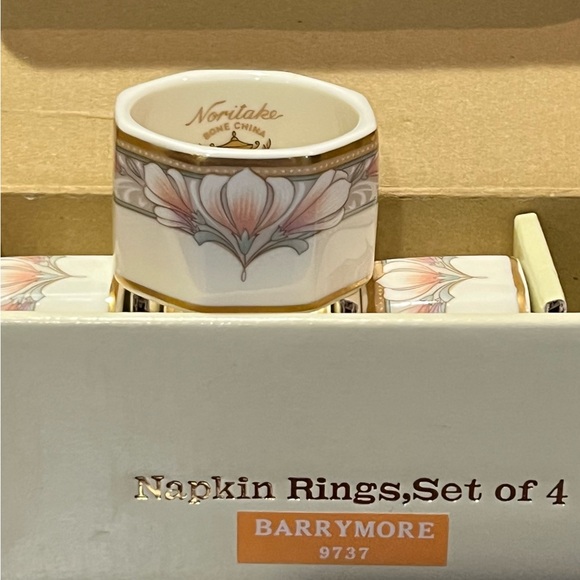 Noritake
BONE CHINA
Napkin Rings,Set of 4
BARRYMORE
9737